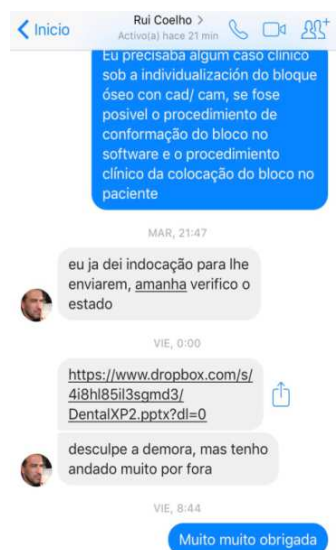 Rui Coelho >
Inicio
Activo(a) hace 21 min
Eu precisaba algum caso clinico
sob a individualización do bloque
óseo con cad/ cam, se fose
posivel o procedimiento de
conformação do bloco no
software e o procedimiento
clínico da colocação do bloco no
paciente
MAR, 21:47
eu ja dei indocação para lhe
enviarem, amanha verifico o
estado
VIE, 0:00
https://www.dropbox.com/s/
4i8hl85il3sgmd3/
DentalXP2.pptx?dl=0
desculpe a demora, mas tenho
andado muito por fora
VIE, 8:44
Muito muito obrigada